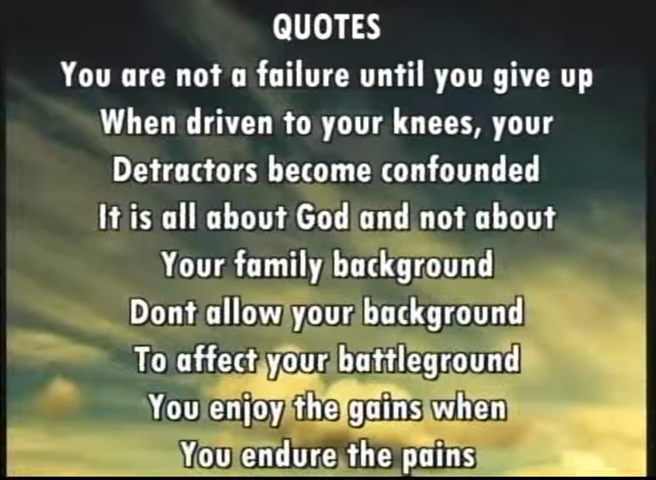 QUOTES
You are not a failure until you give up
When driven to your knees, your
Detractors become confounded
It is all about God and not about
Your family background
Dont allow your background
To affect your battleground
You enjoy the gains when
You endure the pains